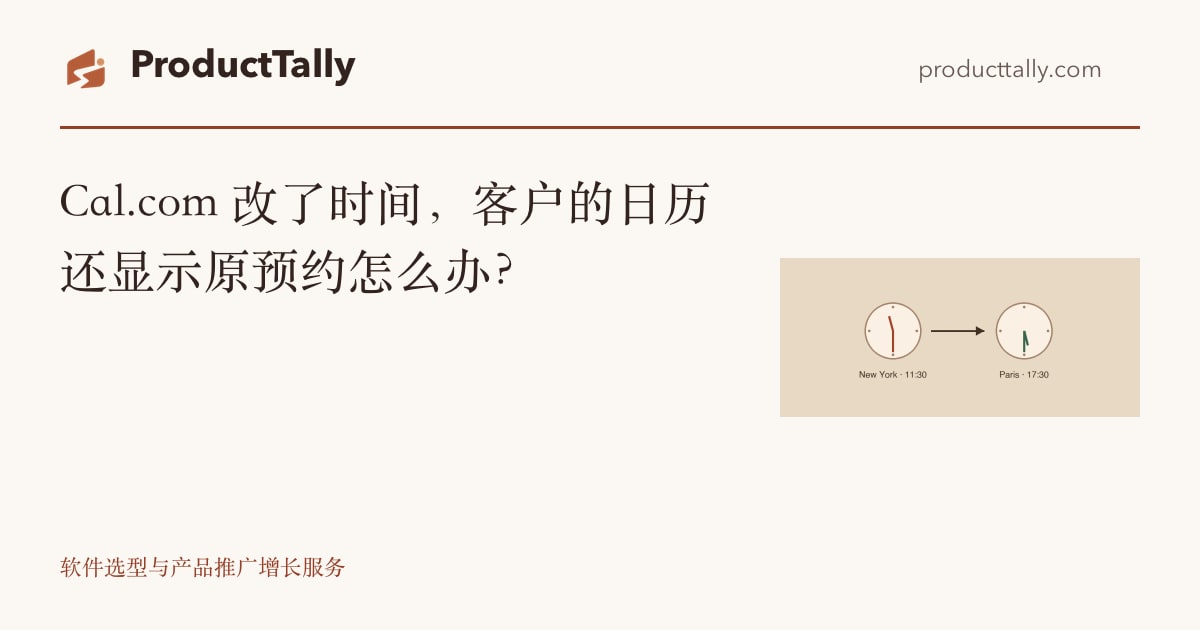 ProductTally
producttally.com
Cal.com 改了时间，客户的日历
还显示原预约怎么办?
New York · 11:30
Paris · 17:30
软件选型与产品推广增长服务